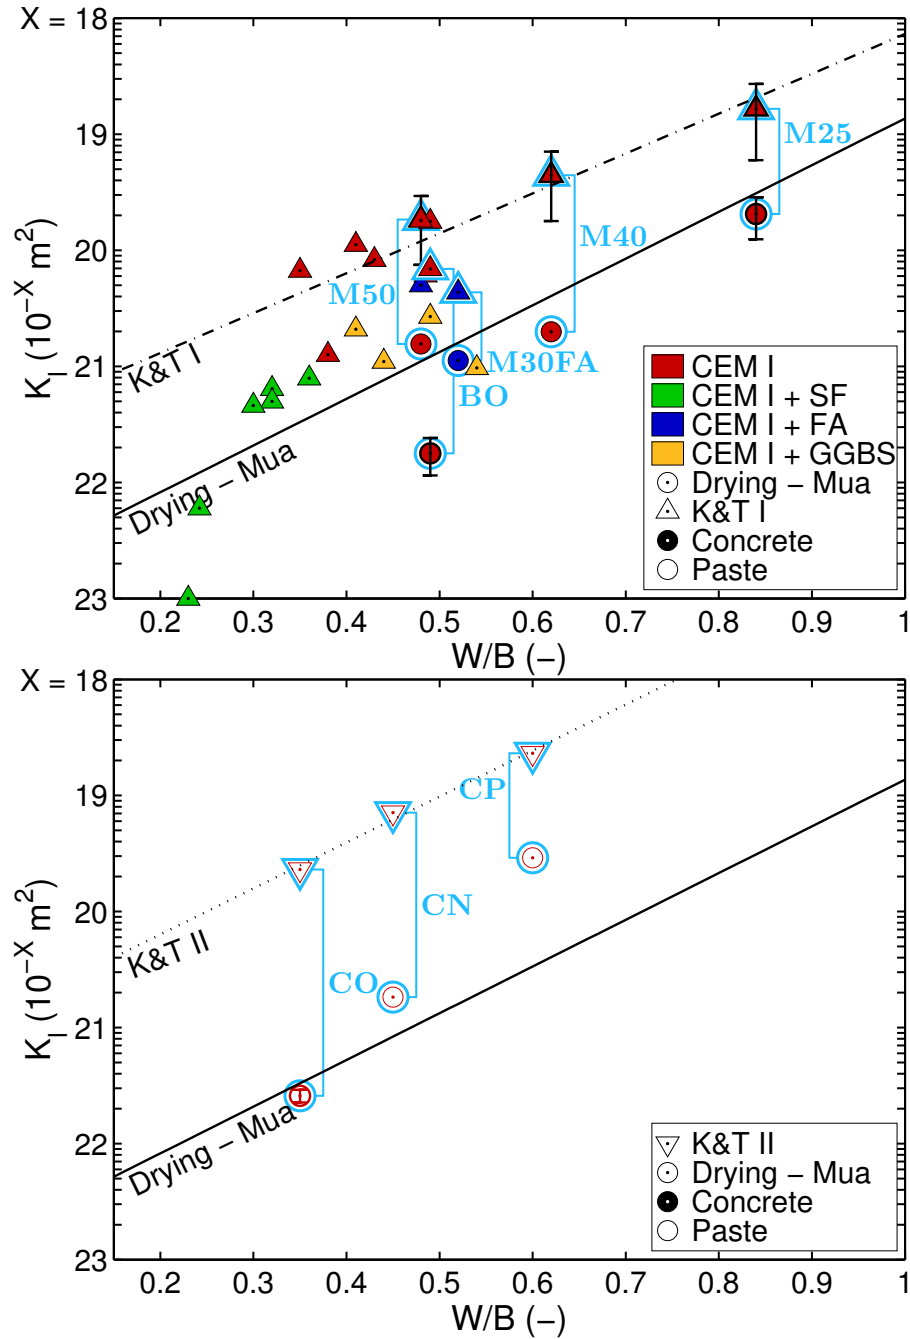 X = 18
19
20
21
22
23
K_l (10^{-X} m^2)
K&T I
Drying - Mua
M25
M40
M50
M30FA
BO
CEM I
CEM I + SF
CEM I + FA
CEM I + GGBS
Drying - Mua
K&T I
Concrete
Paste
0.2 0.3 0.4 0.5 0.6 0.7 0.8 0.9 1
W/B (-)
X = 18
19
20
21
22
23
K_l (10^{-X} m^2)
K&T II
Drying - Mua
CP
CN
CO
K&T II
Drying - Mua
Concrete
Paste
0.2 0.3 0.4 0.5 0.6 0.7 0.8 0.9 1
W/B (-)